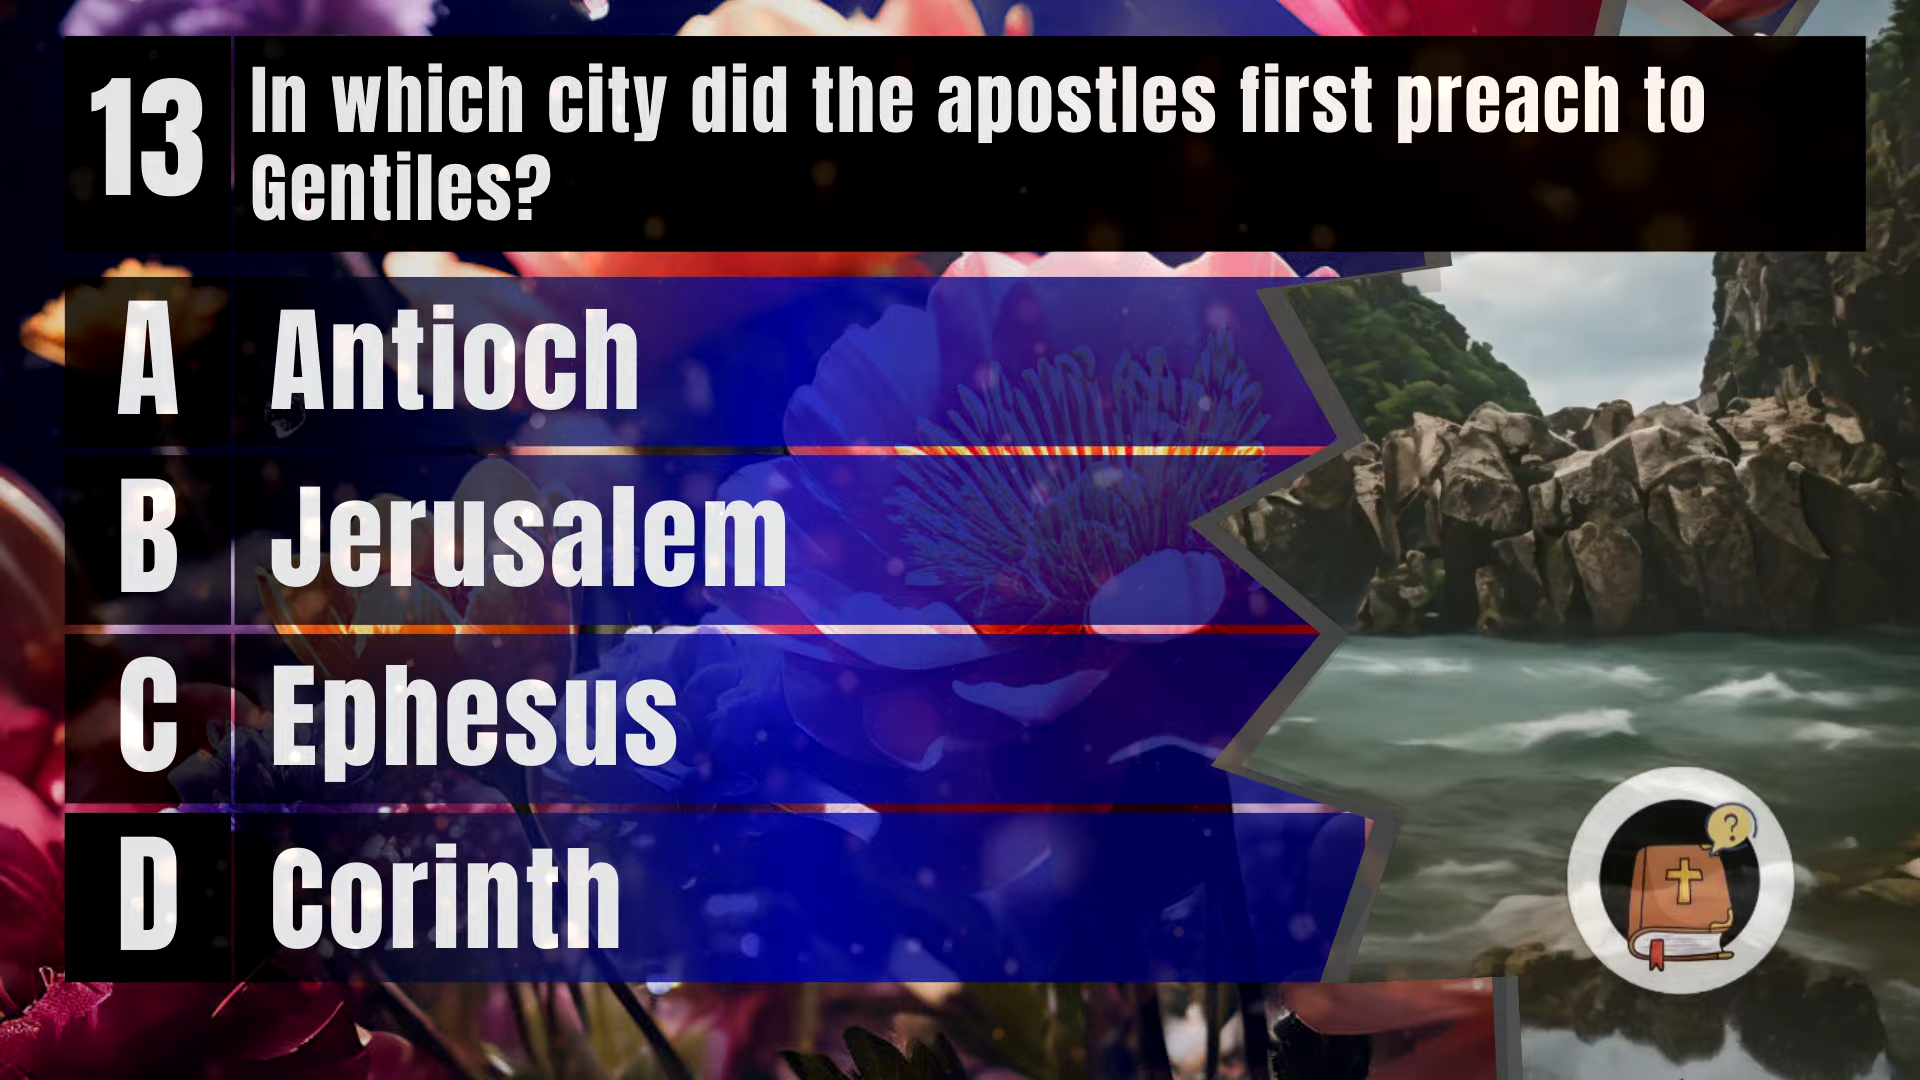 13
In which city did the apostles first preach to
Gentiles?
A
Antioch
B
Jerusalem
C
Ephesus
D
Corinth
?